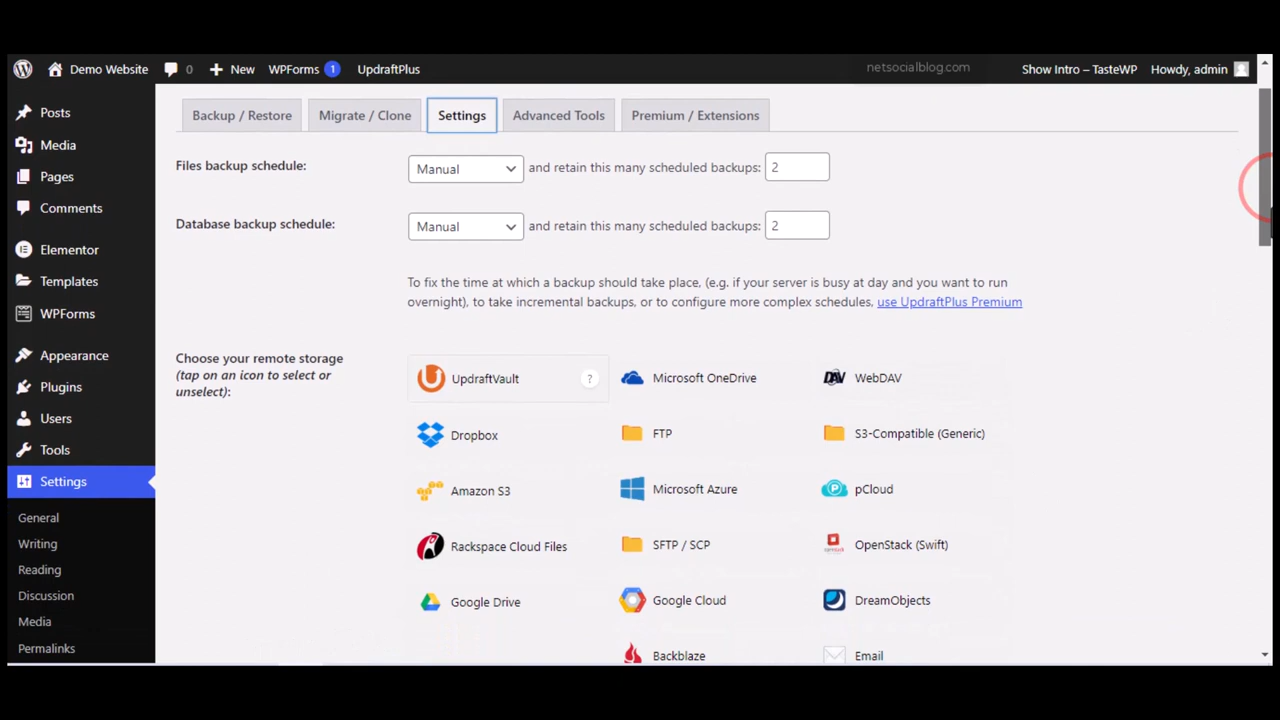 Demo Website 0 New WPForms 1 UpdraftPlus netsocialblog.com Show Intro – TasteWP Howdy, admin
Posts
Media
Pages
Comments
Elementor
Templates
WPForms
Appearance
Plugins
Users
Tools
Settings
General
Writing
Reading
Discussion
Media
Permalinks
Backup / Restore Migrate / Clone Settings Advanced Tools Premium / Extensions
Files backup schedule: Manual and retain this many scheduled backups: 2
Database backup schedule: Manual and retain this many scheduled backups: 2
To fix the time at which a backup should take place, (e.g. if your server is busy at day and you want to run
overnight), to take incremental backups, or to configure more complex schedules, use UpdraftPlus Premium
Choose your remote storage
(tap on an icon to select or
unselect):
UpdraftVault ? Microsoft OneDrive WebDAV
Dropbox FTP S3-Compatible (Generic)
Amazon S3 Microsoft Azure pCloud
Rackspace Cloud Files SFTP / SCP OpenStack (Swift)
Google Drive Google Cloud DreamObjects
Backblaze Email